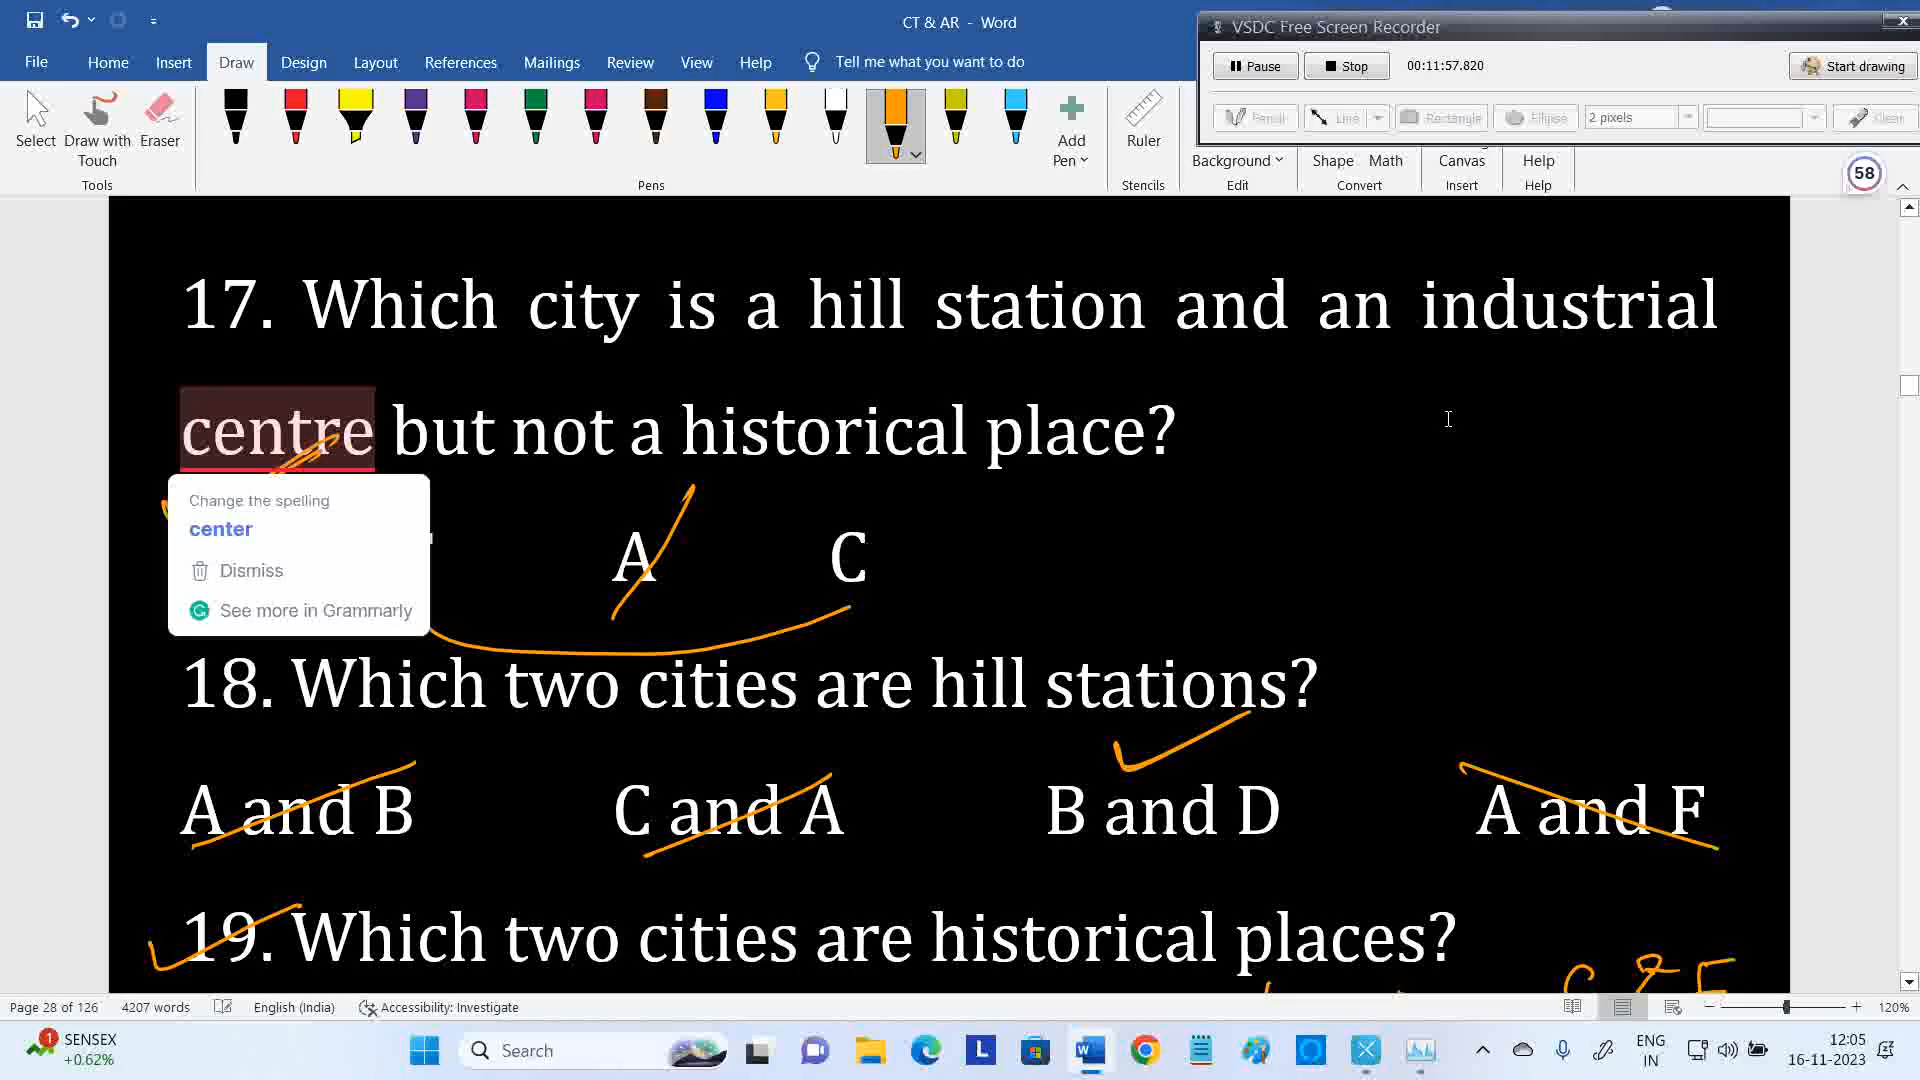 CT & AR - Word
VSDC Free Screen Recorder
File Home Insert Draw Design Layout References Mailings Review View Help Tell me what you want to do
Pause Stop 00:11:57.820 Start drawing
Pencil Line Rectangle Ellipse 2 pixels Clean
Select Draw with Touch Eraser
Add Pen
Ruler
Background Shape Math Canvas Help
Tools Pens Stencils Edit Convert Insert Help
58
17. Which city is a hill station and an industrial
centre but not a historical place?
Change the spelling
center
Dismiss
See more in Grammarly
A C
18. Which two cities are hill stations?
A and B C and A B and D A and F
19. Which two cities are historical places?
Page 28 of 126 4207 words English (India) Accessibility: Investigate 120%
1
SENSEX
+0.62%
Search
ENG
IN
12:05
16-11-2023